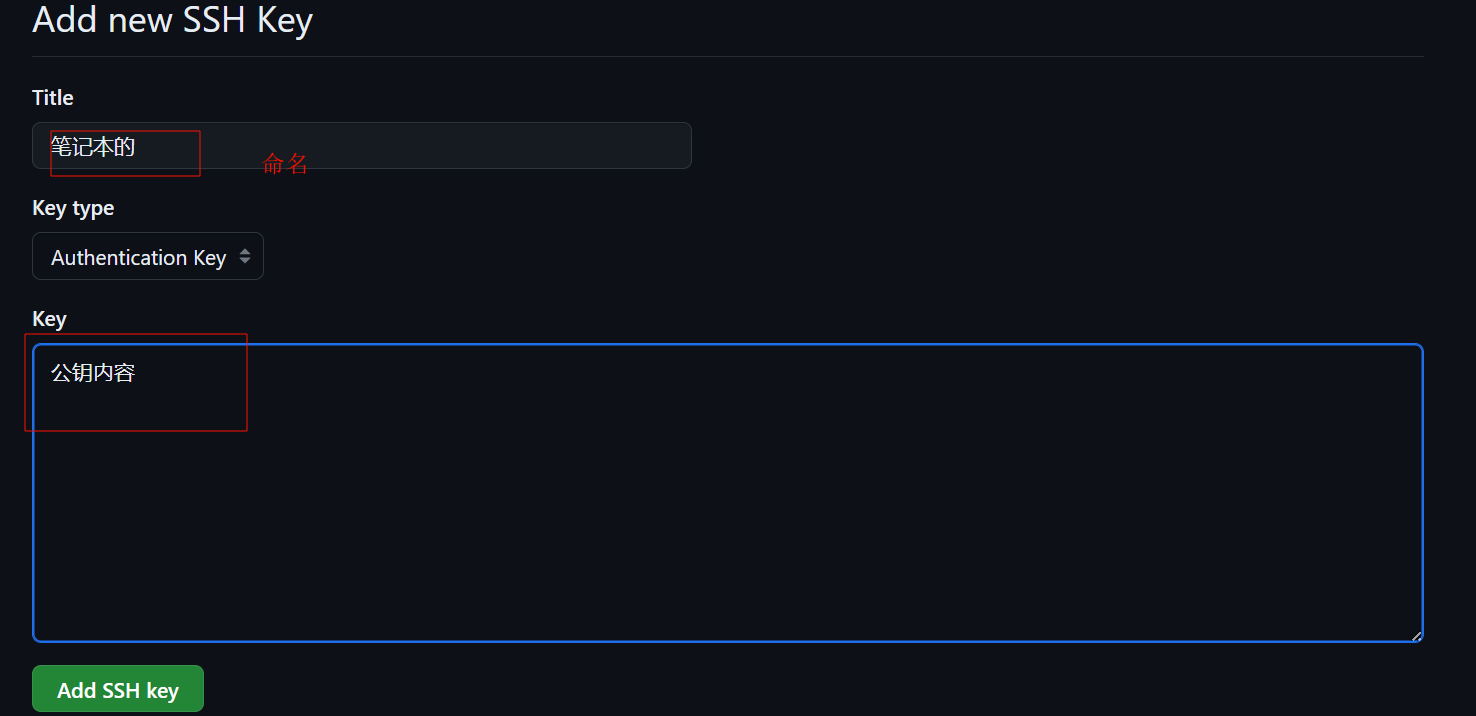 Add new SSH Key
Title
笔记本的
命名
Key type
Authentication Key
Key
公钥内容
Add SSH key